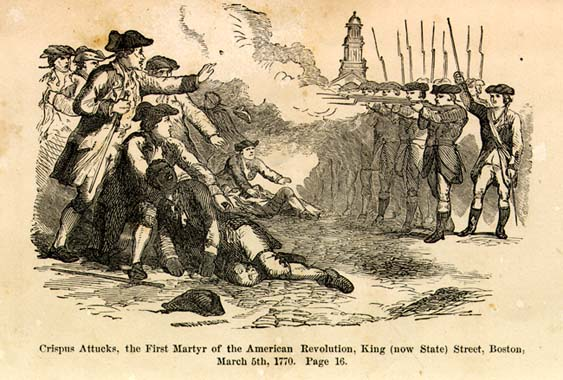 Crispus Attucks, the First Martyr of the American Revolution, King (now State) Street, Boston,
March 5th, 1770. Page 16.